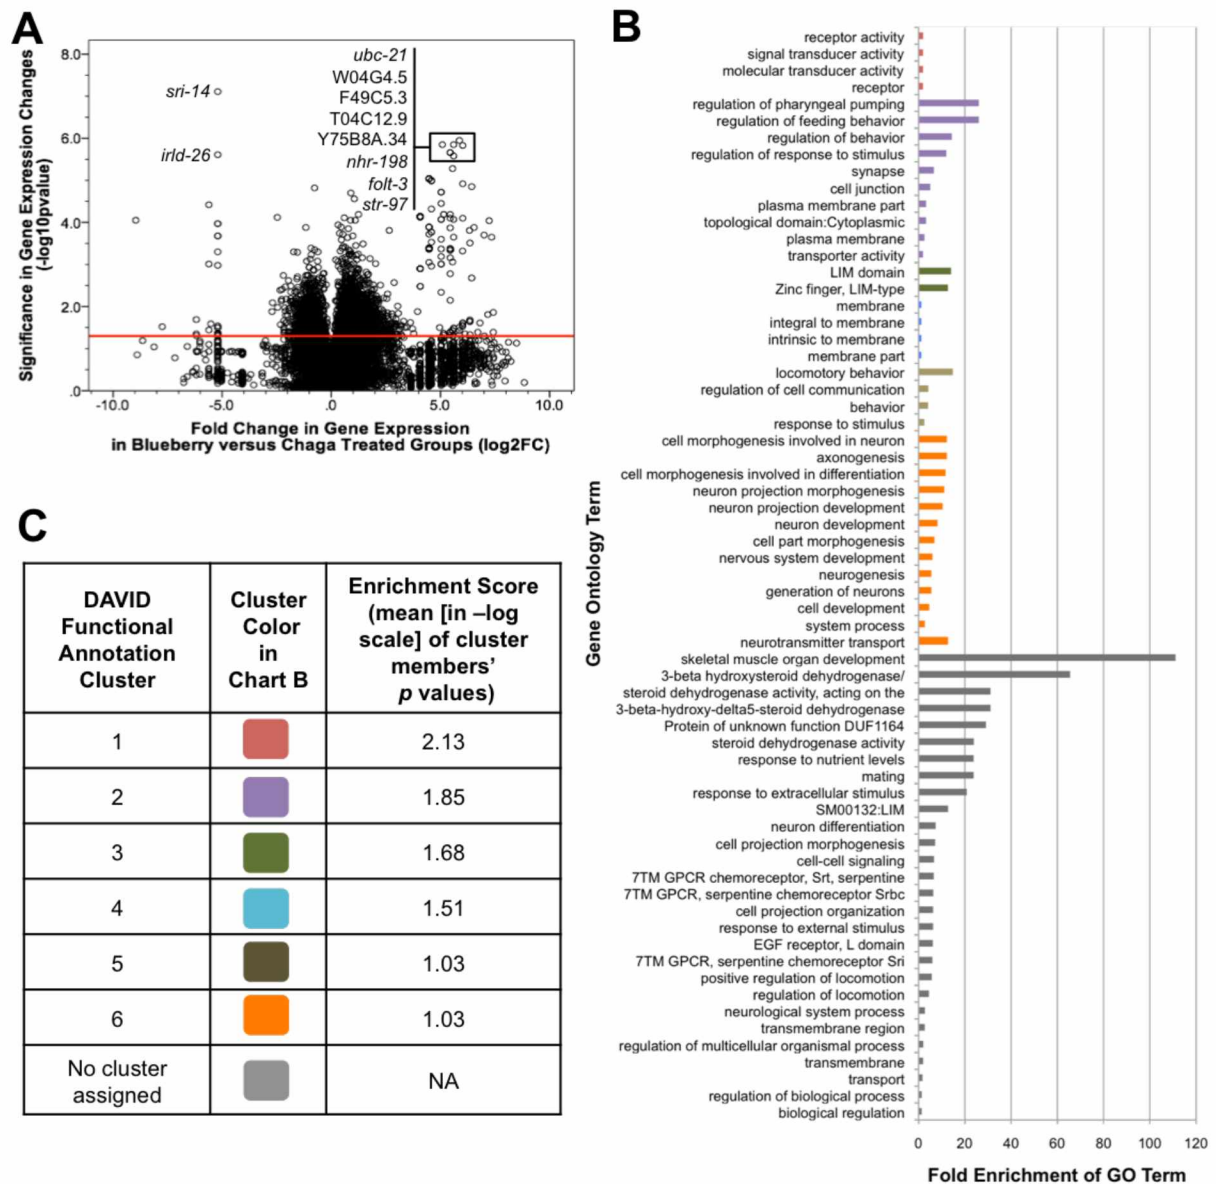 A
Significance in Gene Expression Changes
(-log10pvalue)
8.0
6.0
4.0
2.0
.0
sri-14
irld-26
ubc-21
W04G4.5
F49C5.3
T04C12.9
Y75B8A.34
nhr-198
folt-3
str-97
-10.0
-5.0
.0
5.0
10.0
Fold Change in Gene Expression
in Blueberry versus Chaga Treated Groups (log2FC)
B
Gene Ontology Term
receptor activity
signal transducer activity
molecular transducer activity
receptor
regulation of pharyngeal pumping
regulation of feeding behavior
regulation of behavior
regulation of response to stimulus
synapse
cell junction
plasma membrane part
topological domain:Cytoplasmic
plasma membrane
transporter activity
LIM domain
Zinc finger, LIM-type
membrane
integral to membrane
intrinsic to membrane
membrane part
locomotory behavior
regulation of cell communication
behavior
response to stimulus
cell morphogenesis involved in neuron
axonogenesis
cell morphogenesis involved in differentiation
neuron projection morphogenesis
neuron projection development
neuron development
cell part morphogenesis
nervous system development
neurogenesis
generation of neurons
cell development
system process
neurotransmitter transport
skeletal muscle organ development
3-beta hydroxysteroid dehydrogenase/
steroid dehydrogenase activity, acting on the
3-beta-hydroxy-delta5-steroid dehydrogenase
Protein of unknown function DUF1164
steroid dehydrogenase activity
response to nutrient levels
mating
response to extracellular stimulus
SM00132:LIM
neuron differentiation
cell projection morphogenesis
cell-cell signaling
7TM GPCR chemoreceptor, Srt, serpentine
7TM GPCR, serpentine chemoreceptor Srbc
cell projection organization
response to external stimulus
EGF receptor, L domain
7TM GPCR, serpentine chemoreceptor Sri
positive regulation of locomotion
regulation of locomotion
neurological system process
transmembrane region
regulation of multicellular organismal process
transmembrane
transport
regulation of biological process
biological regulation
0 20 40 60 80 100 120
Fold Enrichment of GO Term
C
DAVID
Functional
Annotation
Cluster
Cluster
Color
in
Chart B
Enrichment Score
(mean [in –log
scale] of cluster
members'
p values)
1 2.13
2 1.85
3 1.68
4 1.51
5 1.03
6 1.03
No cluster
assigned
NA